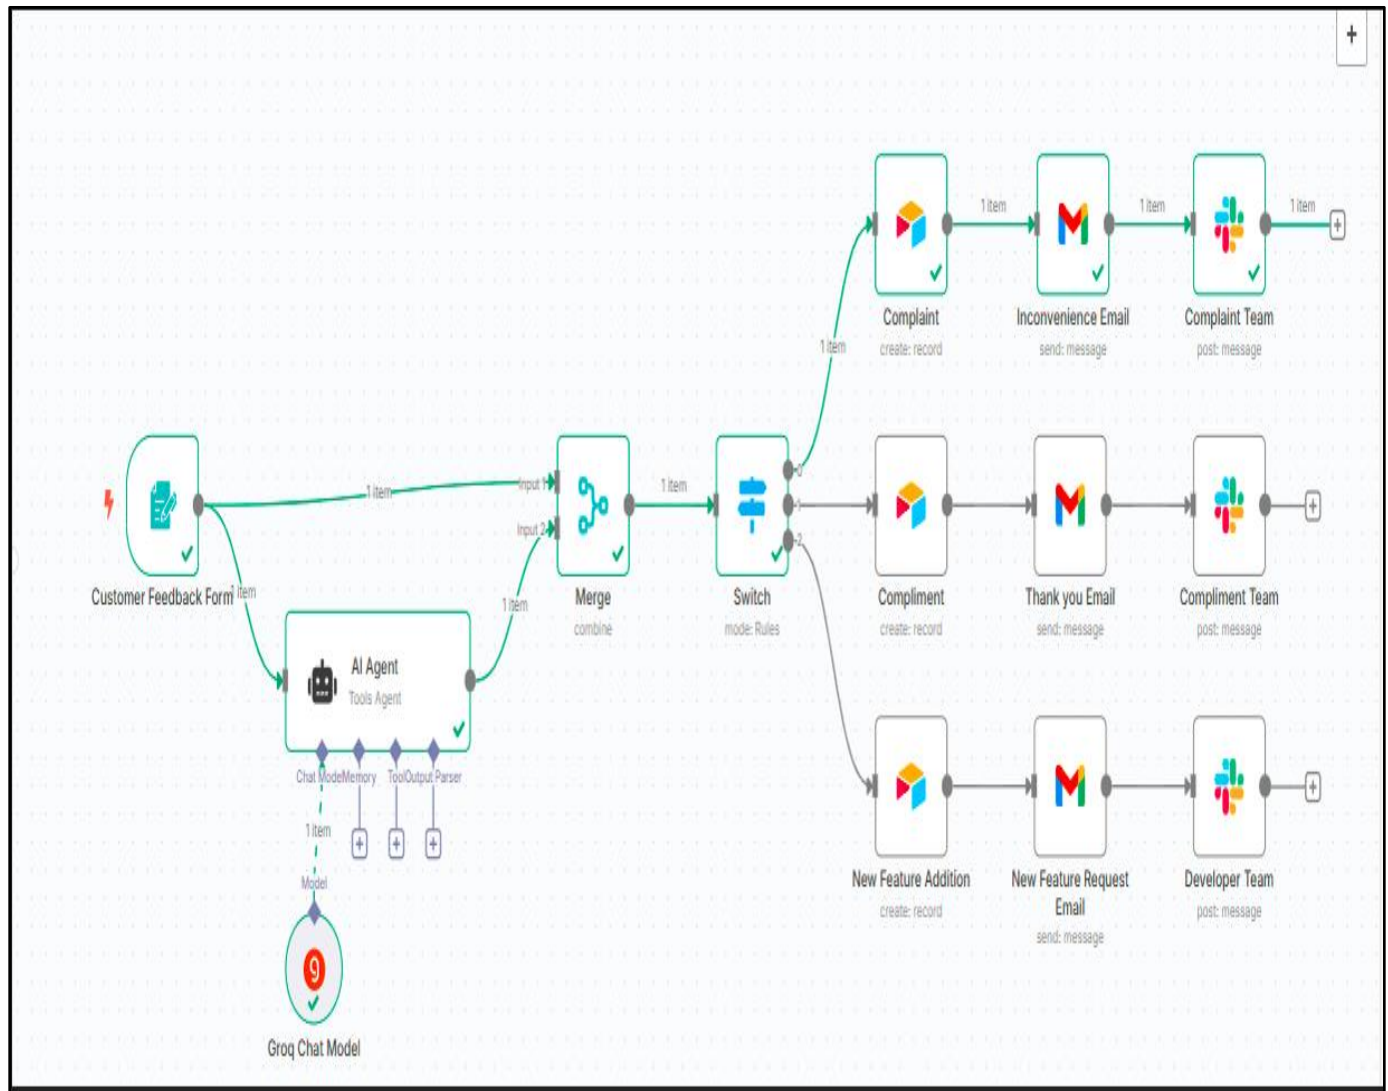 +
1 item
1 item
1 item
Complaint
create: record
Inconvenience Email
send: message
Complaint Team
post: message
1 item
1 item
Input 1
Input 2
1 item
0
1
2
Customer Feedback Form
1 item
1 item
Merge
combine
Switch
mode: Rules
Compliment
create: record
Thank you Email
send: message
Compliment Team
post: message
AI Agent
Tools Agent
Chat Model
Memory
Tool
Output Parser
1 item
Model
Groq Chat Model
New Feature Addition
create: record
New Feature Request
Email
send: message
Developer Team
post: message